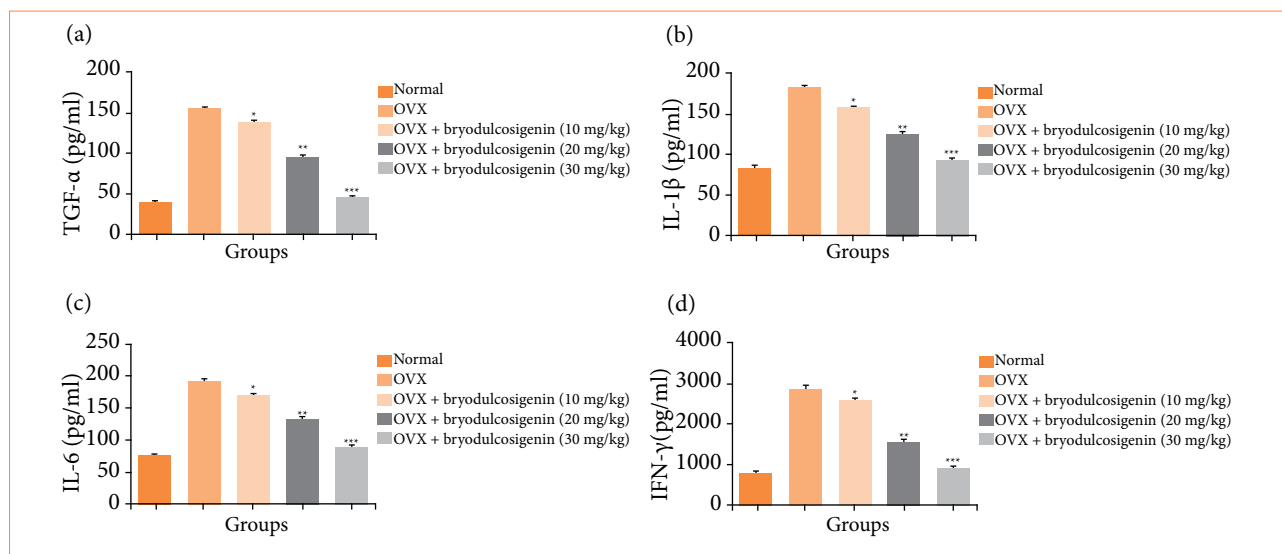 (a)
TGF-α (pg/ml)
200
150
100
50
0
*
**
***
Groups
Normal
OVX
OVX + bryodulcosigenin (10 mg/kg)
OVX + bryodulcosigenin (20 mg/kg)
OVX + bryodulcosigenin (30 mg/kg)
(b)
IL-1β (pg/ml)
200
150
100
50
0
*
**
***
Groups
Normal
OVX
OVX + bryodulcosigenin (10 mg/kg)
OVX + bryodulcosigenin (20 mg/kg)
OVX + bryodulcosigenin (30 mg/kg)
(c)
IL-6 (pg/ml)
250
200
150
100
50
0
*
**
***
Groups
Normal
OVX
OVX + bryodulcosigenin (10 mg/kg)
OVX + bryodulcosigenin (20 mg/kg)
OVX + bryodulcosigenin (30 mg/kg)
(d)
IFN-γ(pg/ml)
4000
3000
2000
1000
0
*
**
***
Groups
Normal
OVX
OVX + bryodulcosigenin (10 mg/kg)
OVX + bryodulcosigenin (20 mg/kg)
OVX + bryodulcosigenin (30 mg/kg)